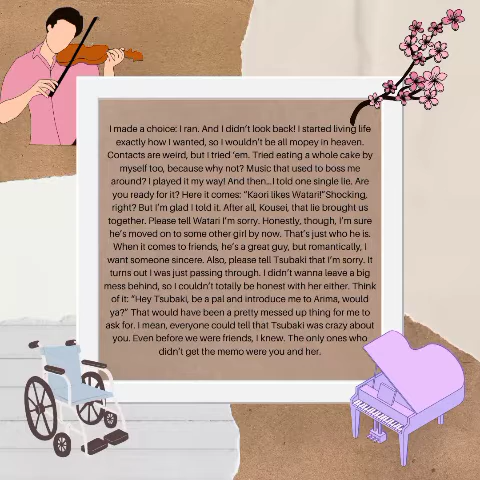 I made a choice: I ran. And I didn't look back! I started living life
exactly how I wanted, so I wouldn't be all mopey in heaven.
Contacts are weird, but I tried 'em. Tried eating a whole cake by
myself too, because why not? Music that used to boss me
around? I played it my way! And then...I told one single lie. Are
you ready for it? Here it comes: "Kaori likes Watari!"Shocking,
right? But I'm glad I told it. After all, Kousei, that lie brought us
together. Please tell Watari I'm sorry. Honestly, though, I'm sure
he's moved on to some other girl by now. That's just who he is.
When it comes to friends, he's a great guy, but romantically, I
want someone sincere. Also, please tell Tsubaki that I'm sorry. It
turns out I was just passing through. I didn't wanna leave a big
mess behind, so I couldn't totally be honest with her either. Think
of it: "Hey Tsubaki, be a pal and introduce me to Arima, would
ya?" That would have been a pretty messed up thing for me to
ask for. I mean, everyone could tell that Tsubaki was crazy about
you. Even before we were friends, I knew. The only ones who
didn't get the memo were you and her.